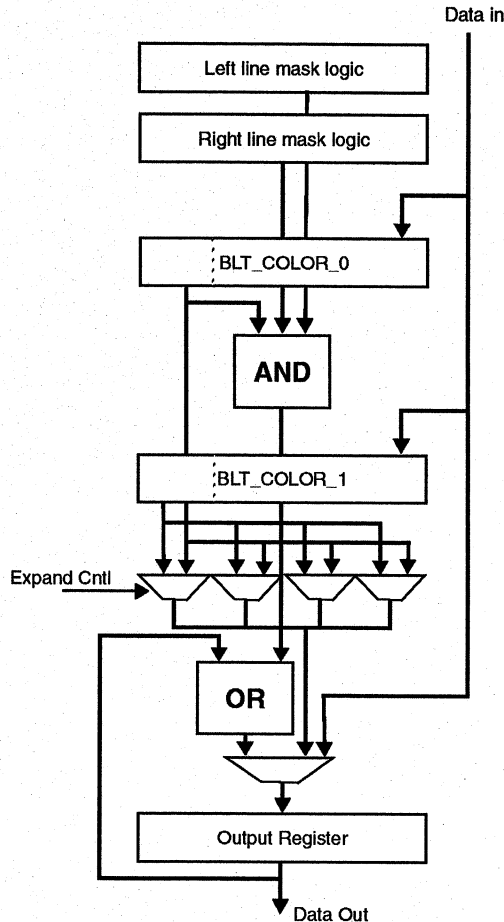 Data in
Left line mask logic
Right line mask logic
BLT_COLOR_0
AND
BLT_COLOR_1
Expand Cntl
OR
Output Register
Data Out